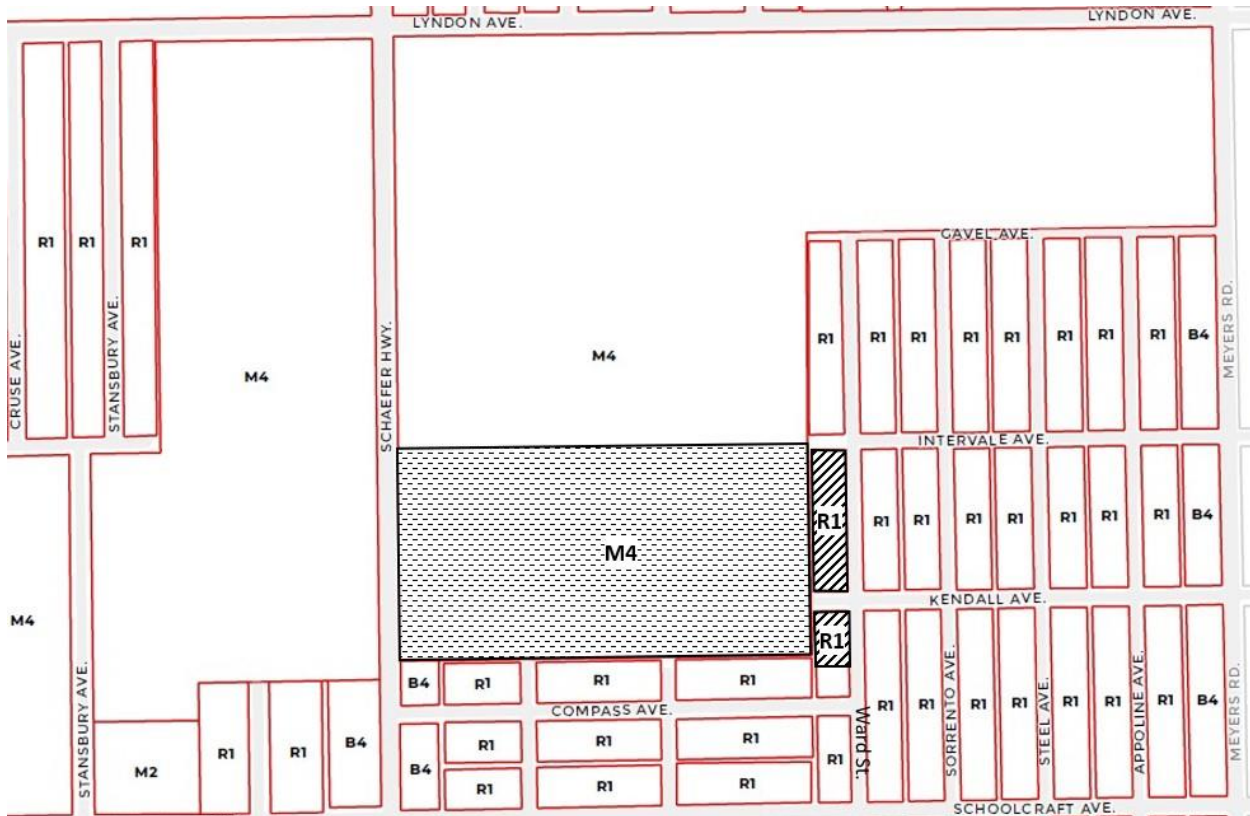 LYNDON AVE.
LYNDON AVE.
GAVEL AVE.
R1
R1
R1
R1
R1
R1
R1
R1
R1
R1
R1
B4
M4
M4
CRUSE AVE.
STANSBURY AVE.
SCHAEFER HWY.
MEYERS RD.
INTERVALE AVE.
M4
R1
R1
R1
R1
R1
R1
R1
R1
B4
KENDALL AVE.
M4
R1
B4
R1
R1
R1
COMPASS AVE.
STANSBURY AVE.
M2
R1
R1
B4
B4
R1
R1
R1
R1
R1
R1
R1
Ward St.
R1
R1
SORRENTO AVE.
R1
R1
STEEL AVE.
R1
R1
APPOLINE AVE.
R1
B4
MEYERS RD.
SCHOOLCRAFT AVE.